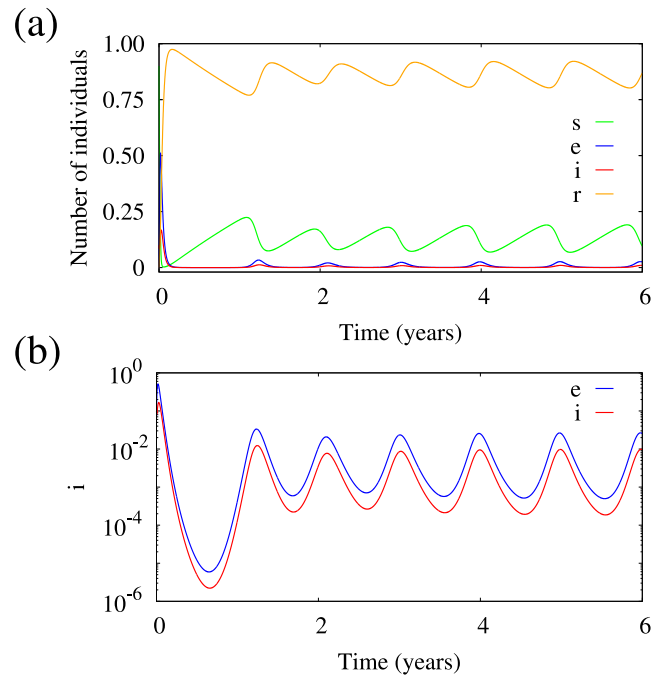 (a)
Number of individuals
1.00
0.75
0.50
0.25
0
s
e
i
r
0 2 4 6
Time (years)
(b)
i
10^0
10^-2
10^-4
10^-6
e
i
0 2 4 6
Time (years)